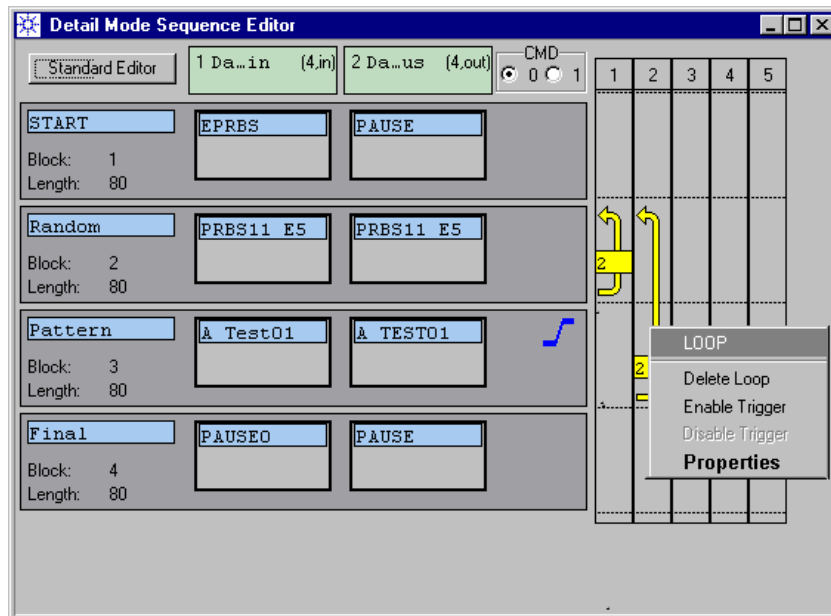 Detail Mode Sequence Editor
Standard Editor
1 Da…in (4,in)
2 Da…us (4,out)
CMD
0 1
1 2 3 4 5
START
EPRBS
PAUSE
Block: 1
Length: 80
Random
PRBS11 E5
PRBS11 E5
Block: 2
Length: 80
2
Pattern
A Test01
A TEST01
Block: 3
Length: 80
2
LOOP
Delete Loop
Enable Trigger
Disable Trigger
Properties
Final
PAUSE0
PAUSE
Block: 4
Length: 80